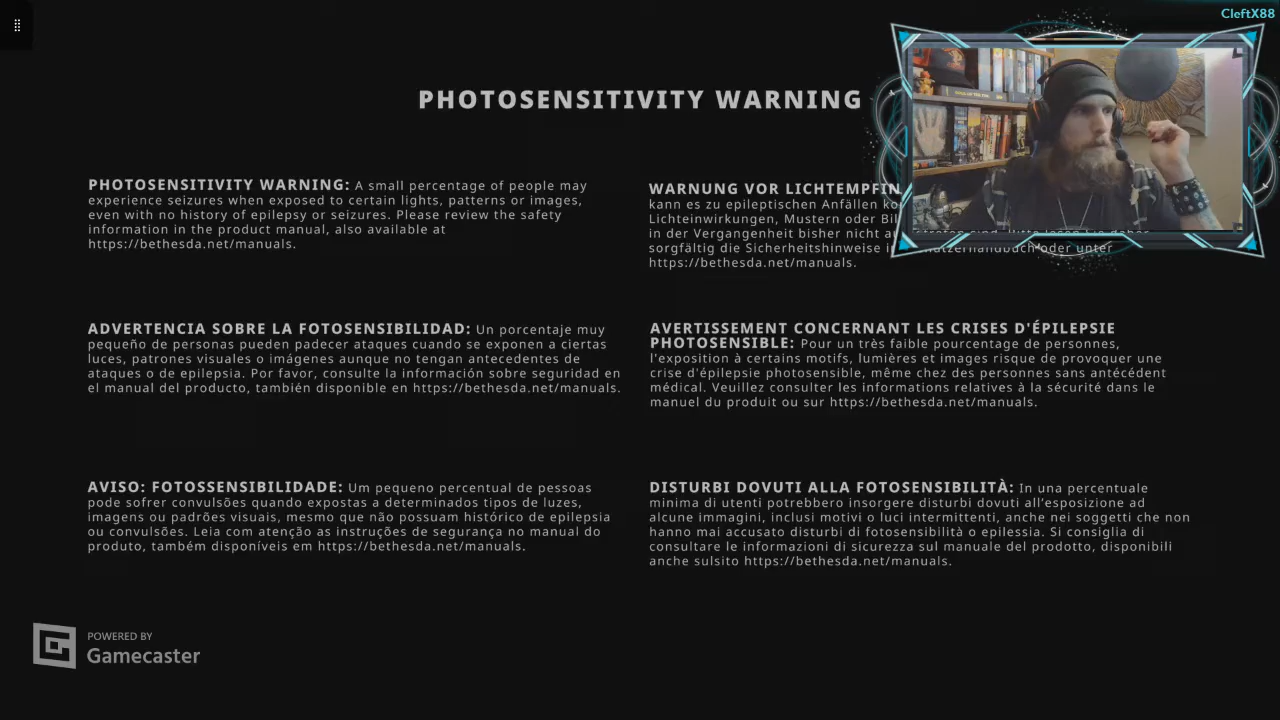 CleftX88
PHOTOSENSITIVITY WARNING
PHOTOSENSITIVITY WARNING: A small percentage of people may
experience seizures when exposed to certain lights, patterns or images,
even with no history of epilepsy or seizures. Please review the safety
information in the product manual, also available at
https://bethesda.net/manuals.
WARNUNG VOR LICHTEMPFIN
kann es zu epileptischen Anfällen ko
Lichteinwirkungen, Mustern oder Bil
in der Vergangenheit bisher nicht
sorgfältig die Sicherheitshinweise oder unter
https://bethesda.net/manuals.
ADVERTENCIA SOBRE LA FOTOSENSIBILIDAD: Un porcentaje muy
pequeño de personas pueden padecer ataques cuando se exponen a ciertas
luces, patrones visuales o imágenes aunque no tengan antecedentes de
ataques o de epilepsia. Por favor, consulte la información sobre seguridad en
el manual del producto, también disponible en https://bethesda.net/manuals.
AVERTISSEMENT CONCERNANT LES CRISES D'ÉPILEPSIE
PHOTOSENSIBLE: Pour un très faible pourcentage de personnes,
l'exposition à certains motifs, lumières et images risque de provoquer une
crise d'épilepsie photosensible, même chez des personnes sans antécédent
médical. Veuillez consulter les informations relatives à la sécurité dans le
manuel du produit ou sur https://bethesda.net/manuals.
AVISO: FOTOSSENSIBILIDADE: Um pequeno percentual de pessoas
pode sofrer convulsões quando expostas a determinados tipos de luzes,
imagens ou padrões visuais, mesmo que não possuam histórico de epilepsia
ou convulsões. Leia com atenção as instruções de segurança no manual do
produto, também disponíveis em https://bethesda.net/manuals.
DISTURBI DOVUTI ALLA FOTOSENSIBILITÀ: In una percentuale
minima di utenti potrebbero insorgere disturbi dovuti all'esposizione ad
alcune immagini, inclusi motivi o luci intermittenti, anche nei soggetti che non
hanno mai accusato disturbi di fotosensibilità o epilessia. Si consiglia di
consultare le informazioni di sicurezza sul manuale del prodotto, disponibili
anche sulsito https://bethesda.net/manuals.
POWERED BY
Gamecaster